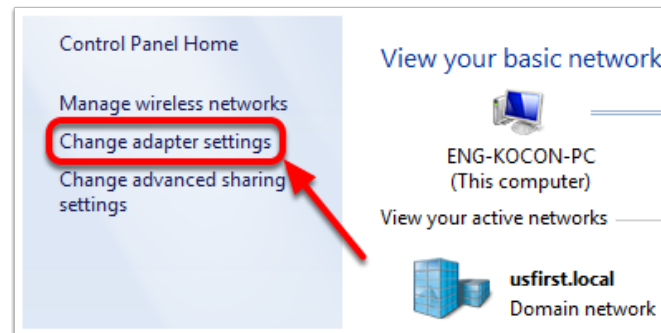 Control Panel Home
Manage wireless networks
Change adapter settings
Change advanced sharing
settings
View your basic network
ENG-KOCON-PC
(This computer)
View your active networks
usfirst.local
Domain network